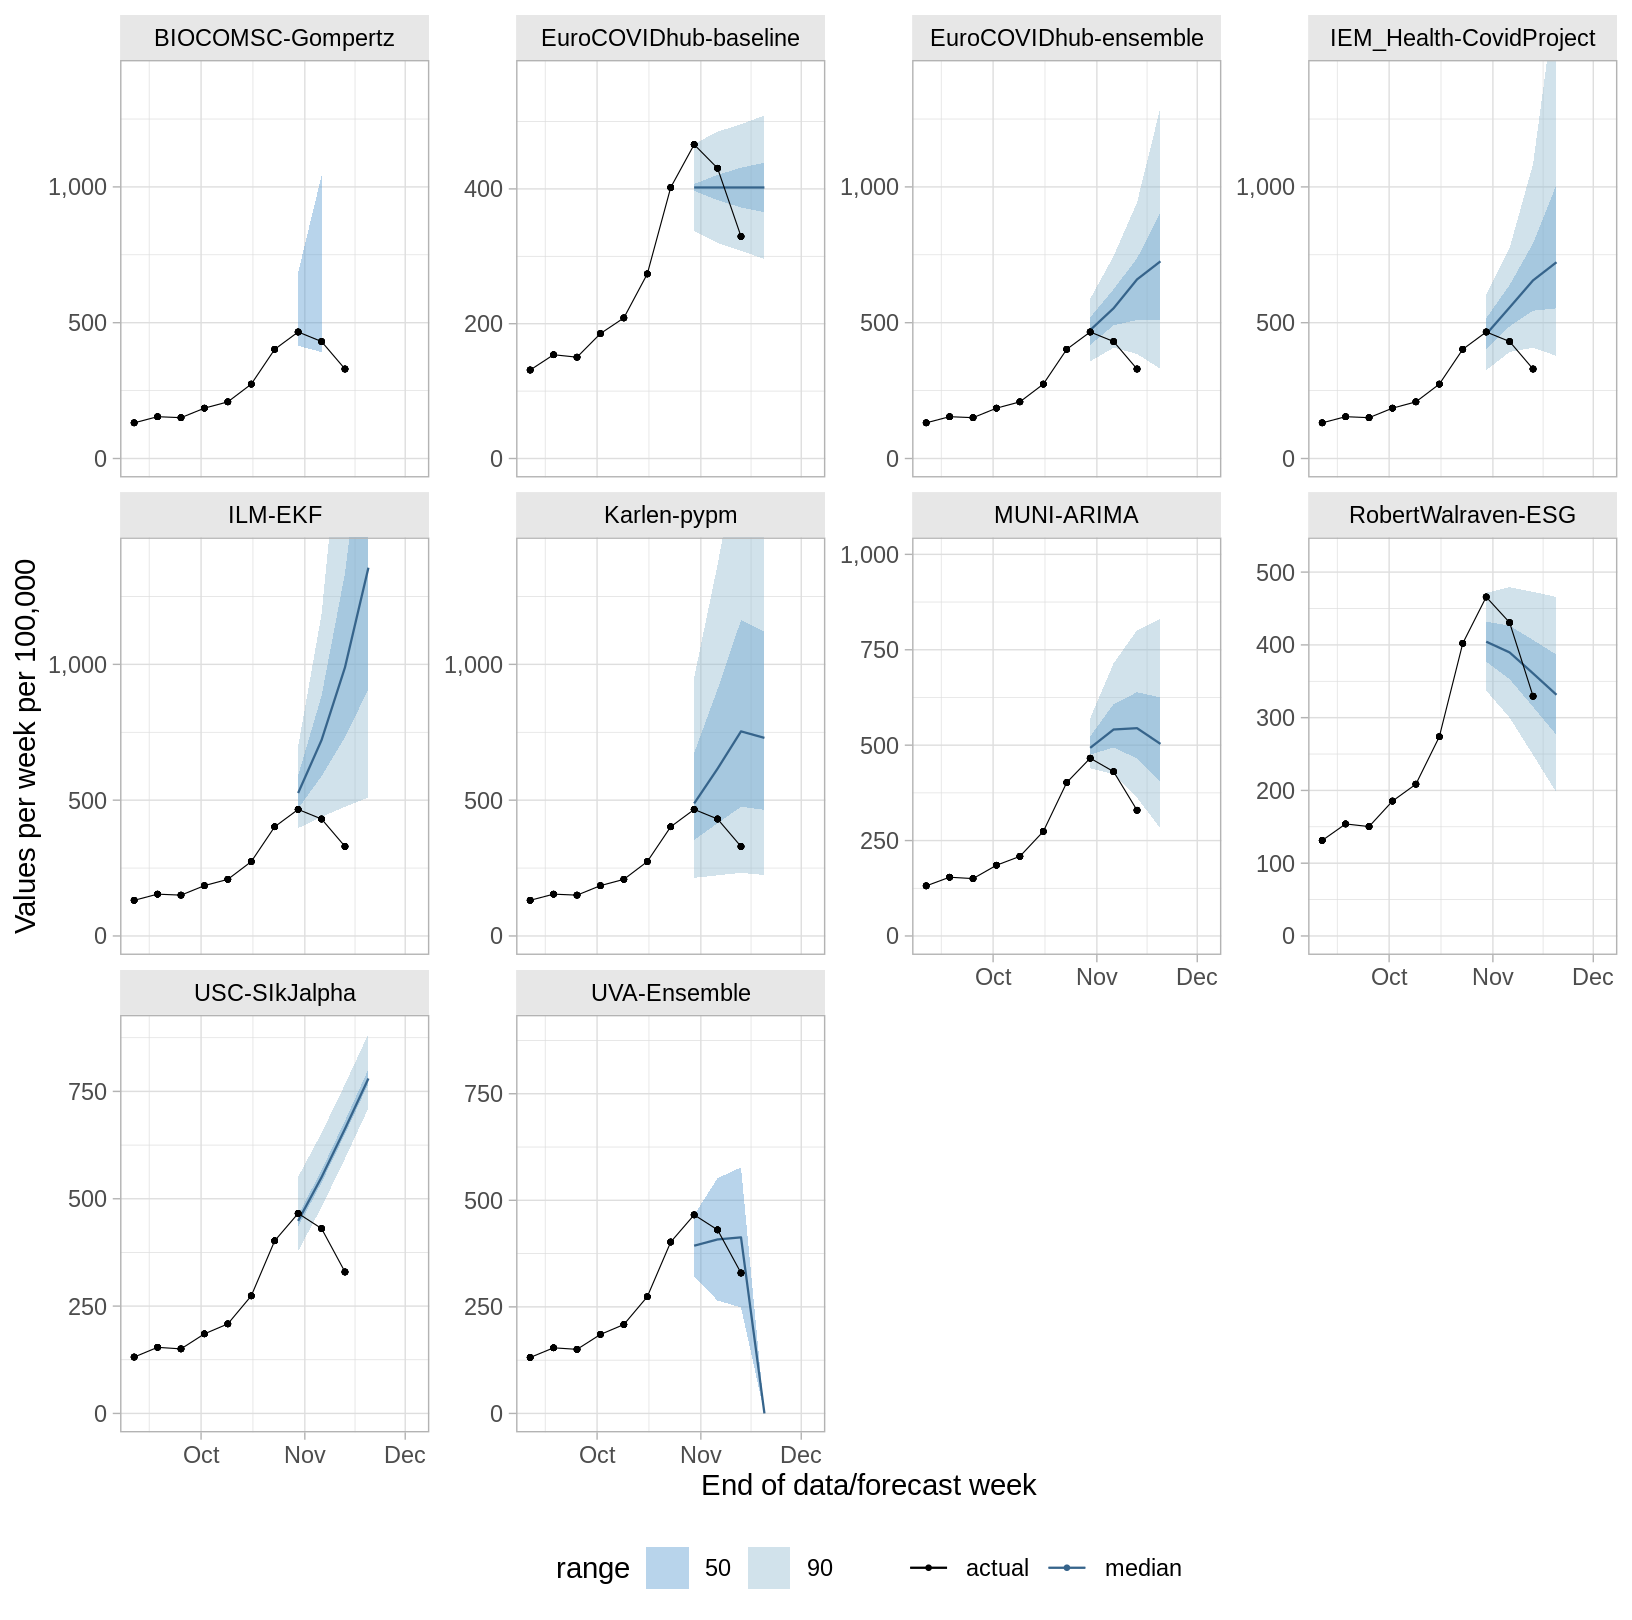 BIOCOMSC-Gompertz
EuroCOVIDhub-baseline
EuroCOVIDhub-ensemble
IEM_Health-CovidProject
1,000
500
0
400
200
0
1,000
500
0
1,000
500
0
ILM-EKF
Karlen-pypm
MUNI-ARIMA
RobertWalraven-ESG
1,000
500
0
1,000
500
0
1,000
750
500
250
0
500
400
300
200
100
0
Oct Nov Dec
Oct Nov Dec
USC-SIkJalpha
UVA-Ensemble
750
500
250
0
750
500
250
0
Oct Nov Dec
Oct Nov Dec
Values per week per 100,000
End of data/forecast week
range 50 90 actual median